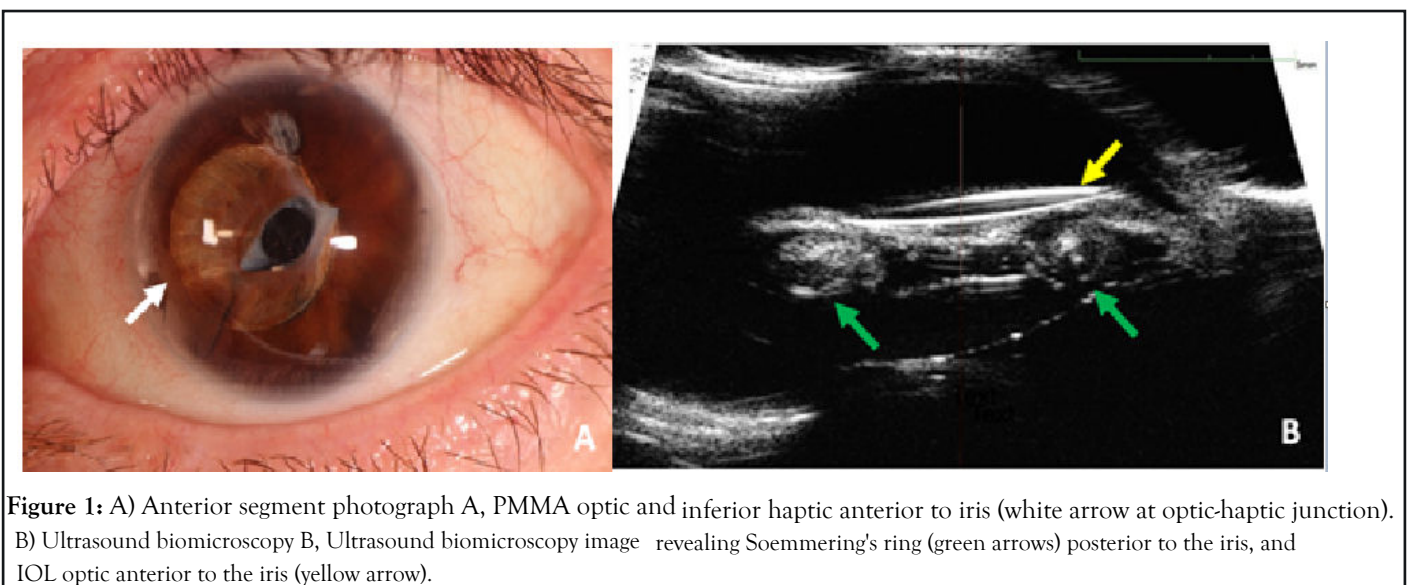 A
B
Figure 1: A) Anterior segment photograph A, PMMA optic and inferior haptic anterior to iris (white arrow at optic-haptic junction).
B) Ultrasound biomicroscopy B, Ultrasound biomicroscopy image revealing Soemmering's ring (green arrows) posterior to the iris, and
IOL optic anterior to the iris (yellow arrow).